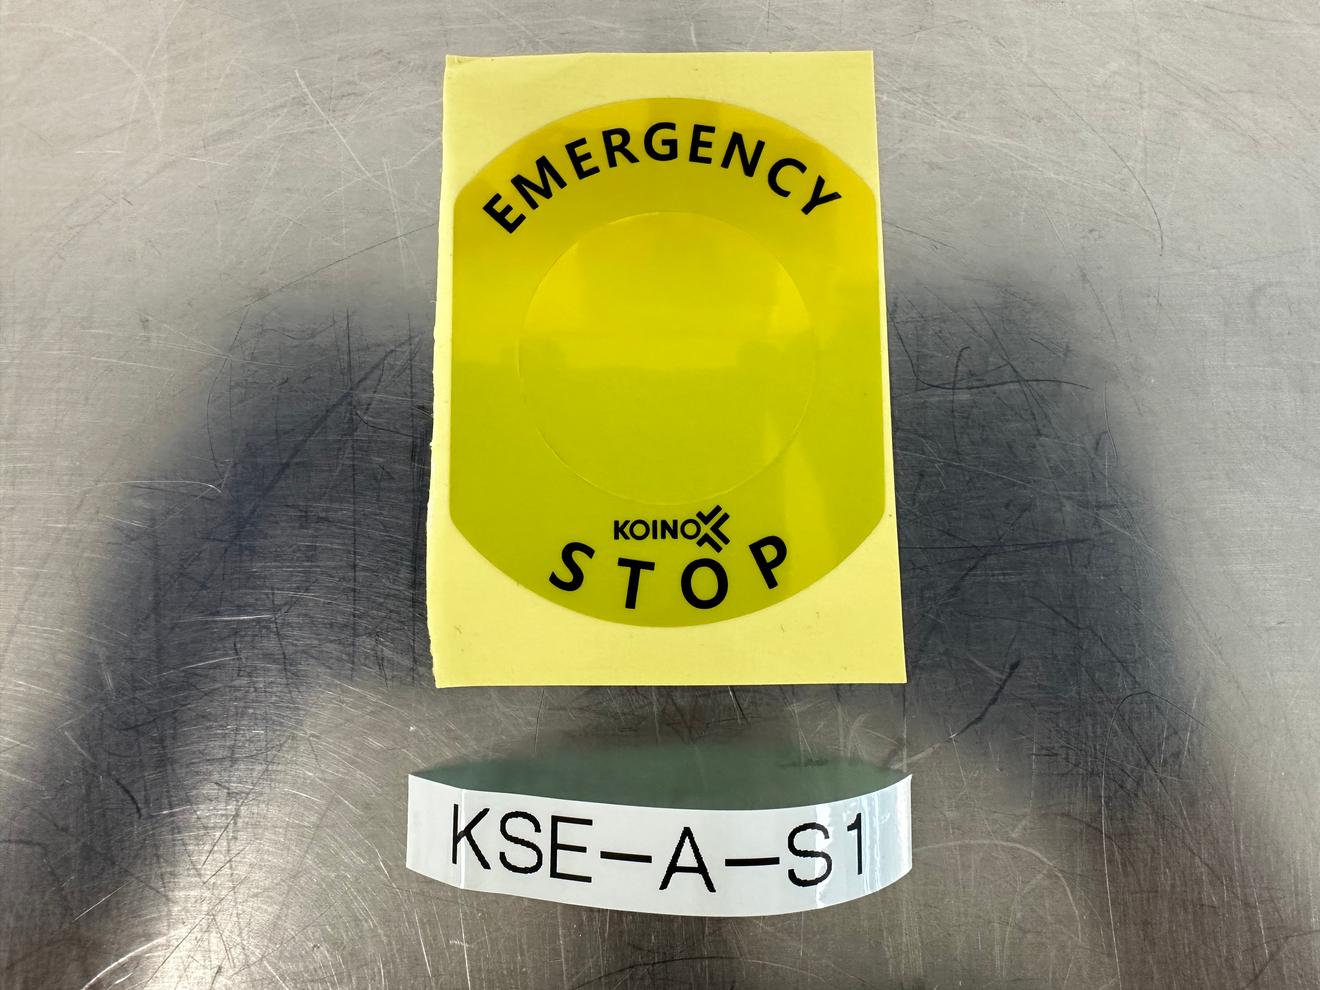 EMERGENCY
KOINO
STOP
KSE-A-S1